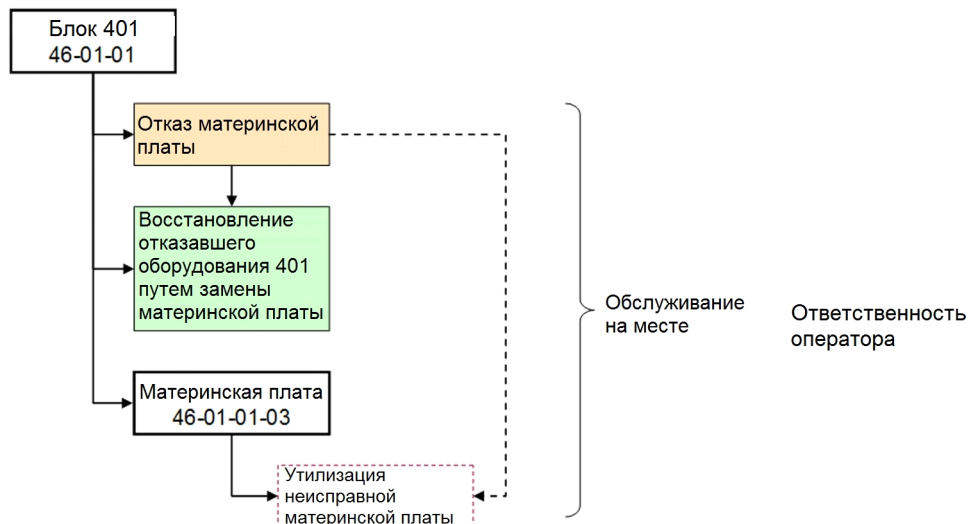 Блок 401
46-01-01
Отказ материнской
платы
Восстановление
отказавшего
оборудования 401
путем замены
материнской платы
Обслуживание
на месте
Ответственность
оператора
Материнская плата
46-01-01-03
Утилизация
неисправной
материнской платы